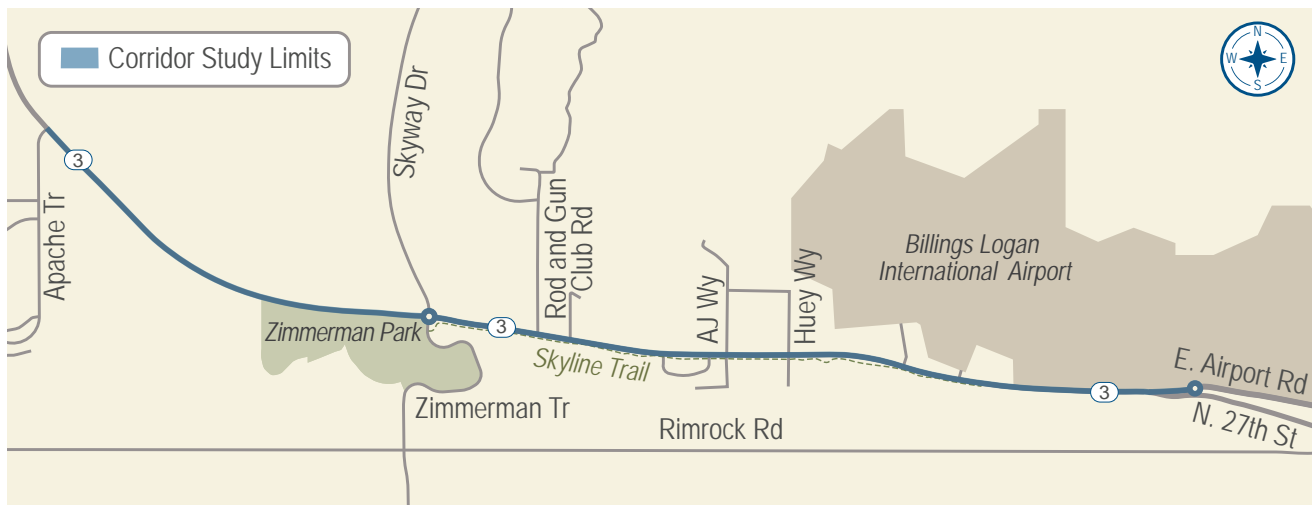 Corridor Study Limits
N
W
E
S
Skyway Dr
3
Apache Tr
Rod and Gun
Club Rd
AJ Wy
Huey Wy
Billings Logan
International Airport
Zimmerman Park
3
Skyline Trail
E. Airport Rd
3
Zimmerman Tr
N. 27th St
Rimrock Rd